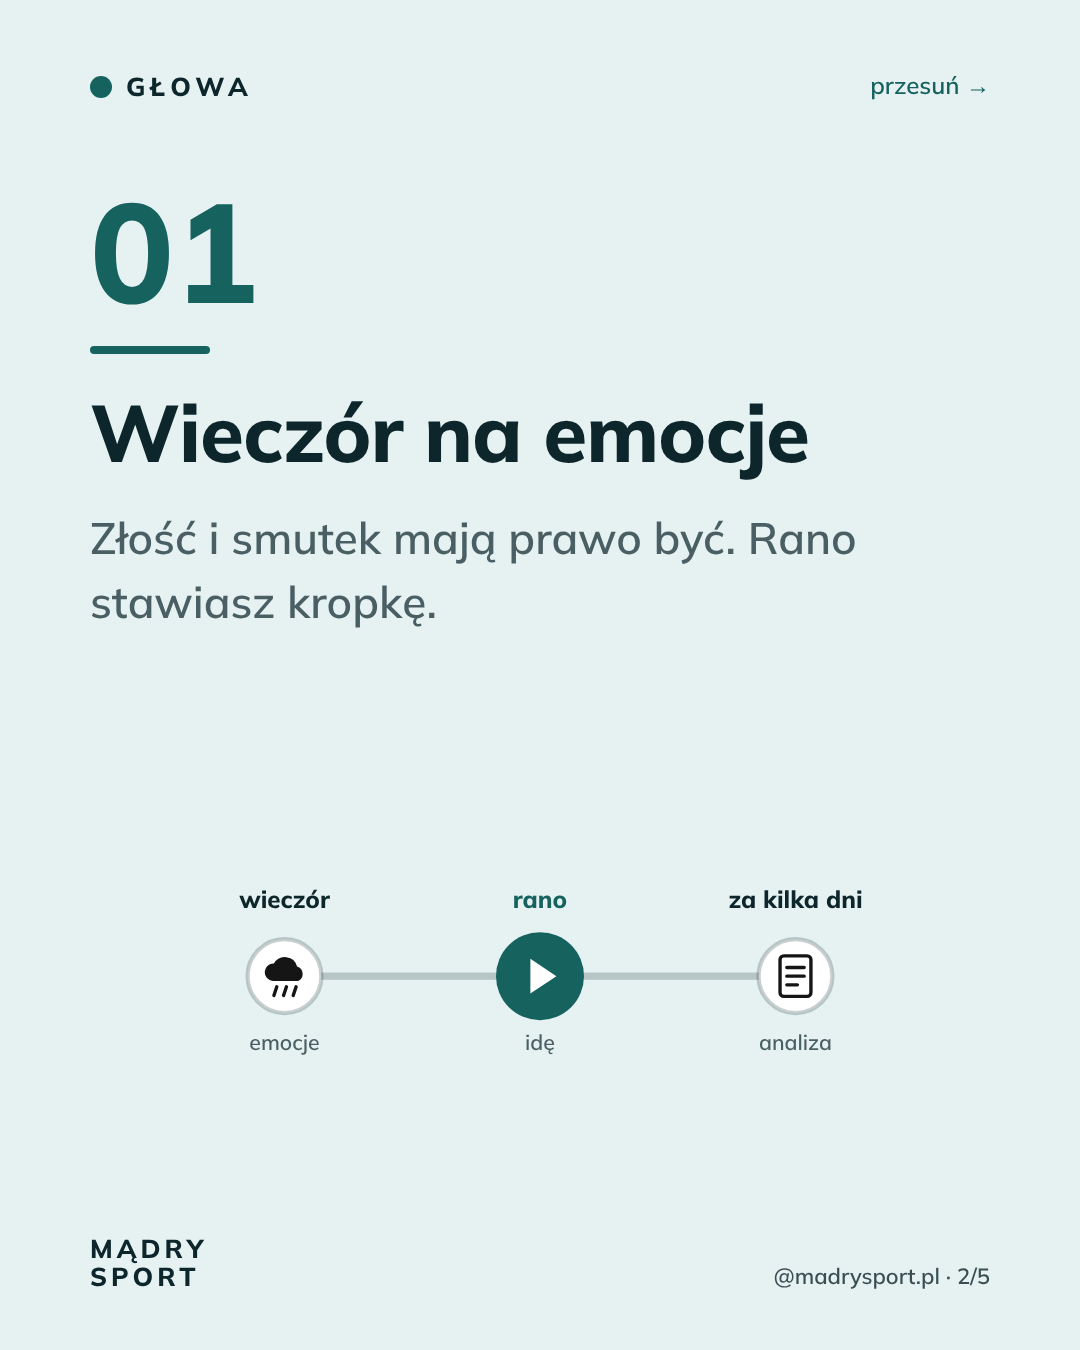 GŁOWA
przesuń →
01
Wieczór na emocje
Złość i smutek mają prawo być. Rano
stawiasz kropkę.
wieczór
rano
za kilka dni
emocje
idę
analiza
MĄDRY
SPORT
@madrysport.pl · 2/5